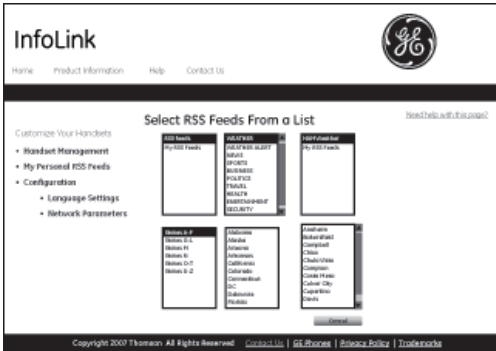 InfoLink
Home Product Information Help Contact Us
Need help with this page?
Select RSS Feeds From a List
Customize Your Handsets
• Handset Management
• My Personal RSS Feeds
• Configuration
• Language Settings
• Network Parameters
RSS Feeds
My RSS Feeds
WEATHER
WEATHER ALERT
NEWS
SPORTS
BUSINESS
POLITICS
TRAVEL
HEALTH
ENTERTAINMENT
SECURITY
My RSS Feeds
States A-F
States G-L
States M
States N
States O-T
States U-Z
Alabama
Alaska
Arizona
Arkansas
California
Colorado
Connecticut
DC
Delaware
Florida
Anaheim
Bakersfield
Campbell
Chico
Chula Vista
Compton
Costa Mesa
Culver City
Cupertino
Davis
Cancel
Copyright 2007 Thomson All Rights Reserved Contact Us | GE Phones | Privacy Policy | Trademarks